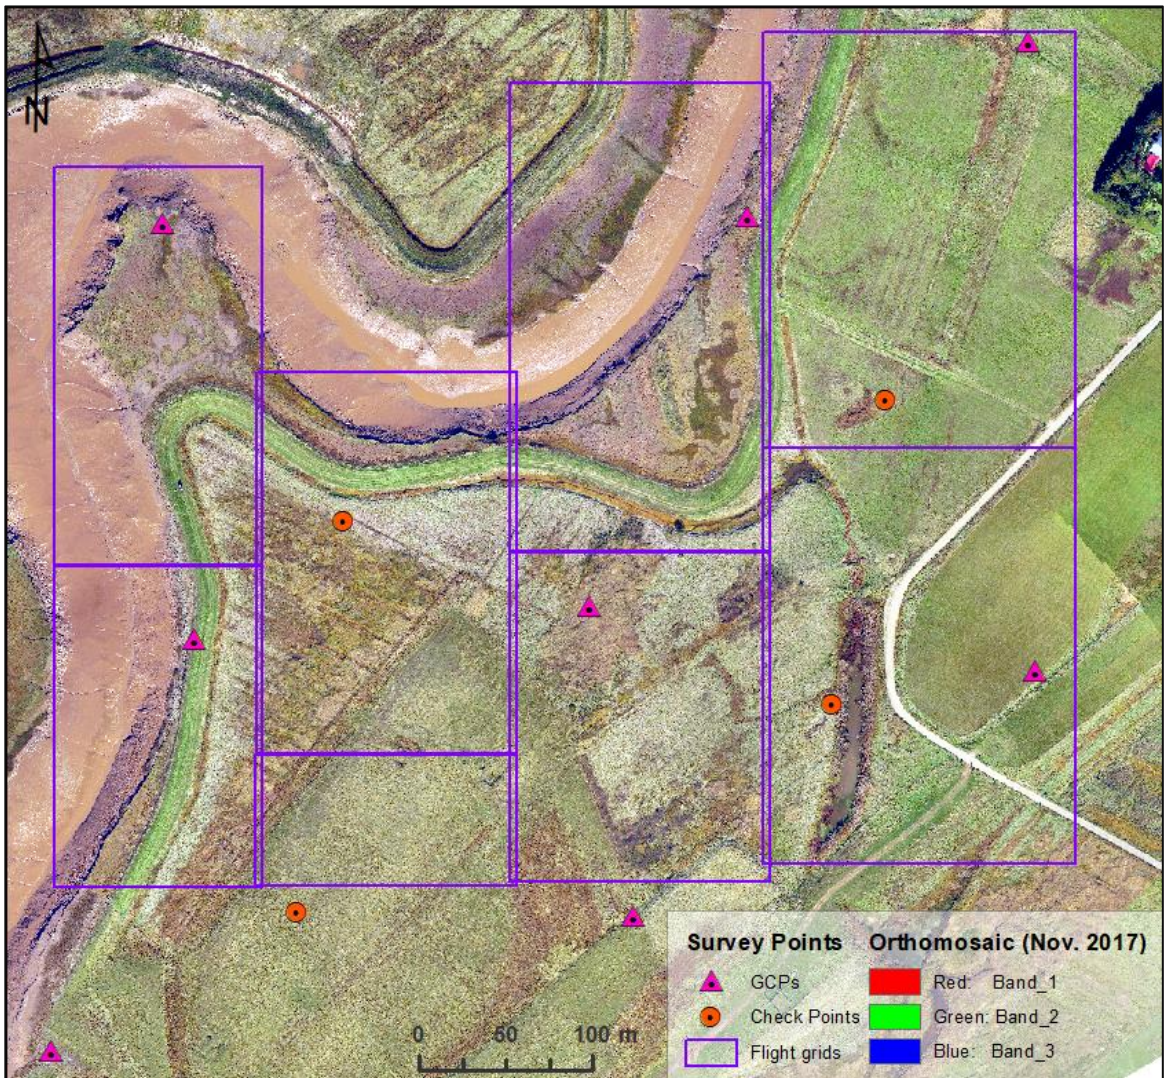 N
Survey Points Orthomosaic (Nov. 2017)
GCPs Red: Band_1
Check Points Green: Band_2
Flight grids Blue: Band_3
0 50 100 m